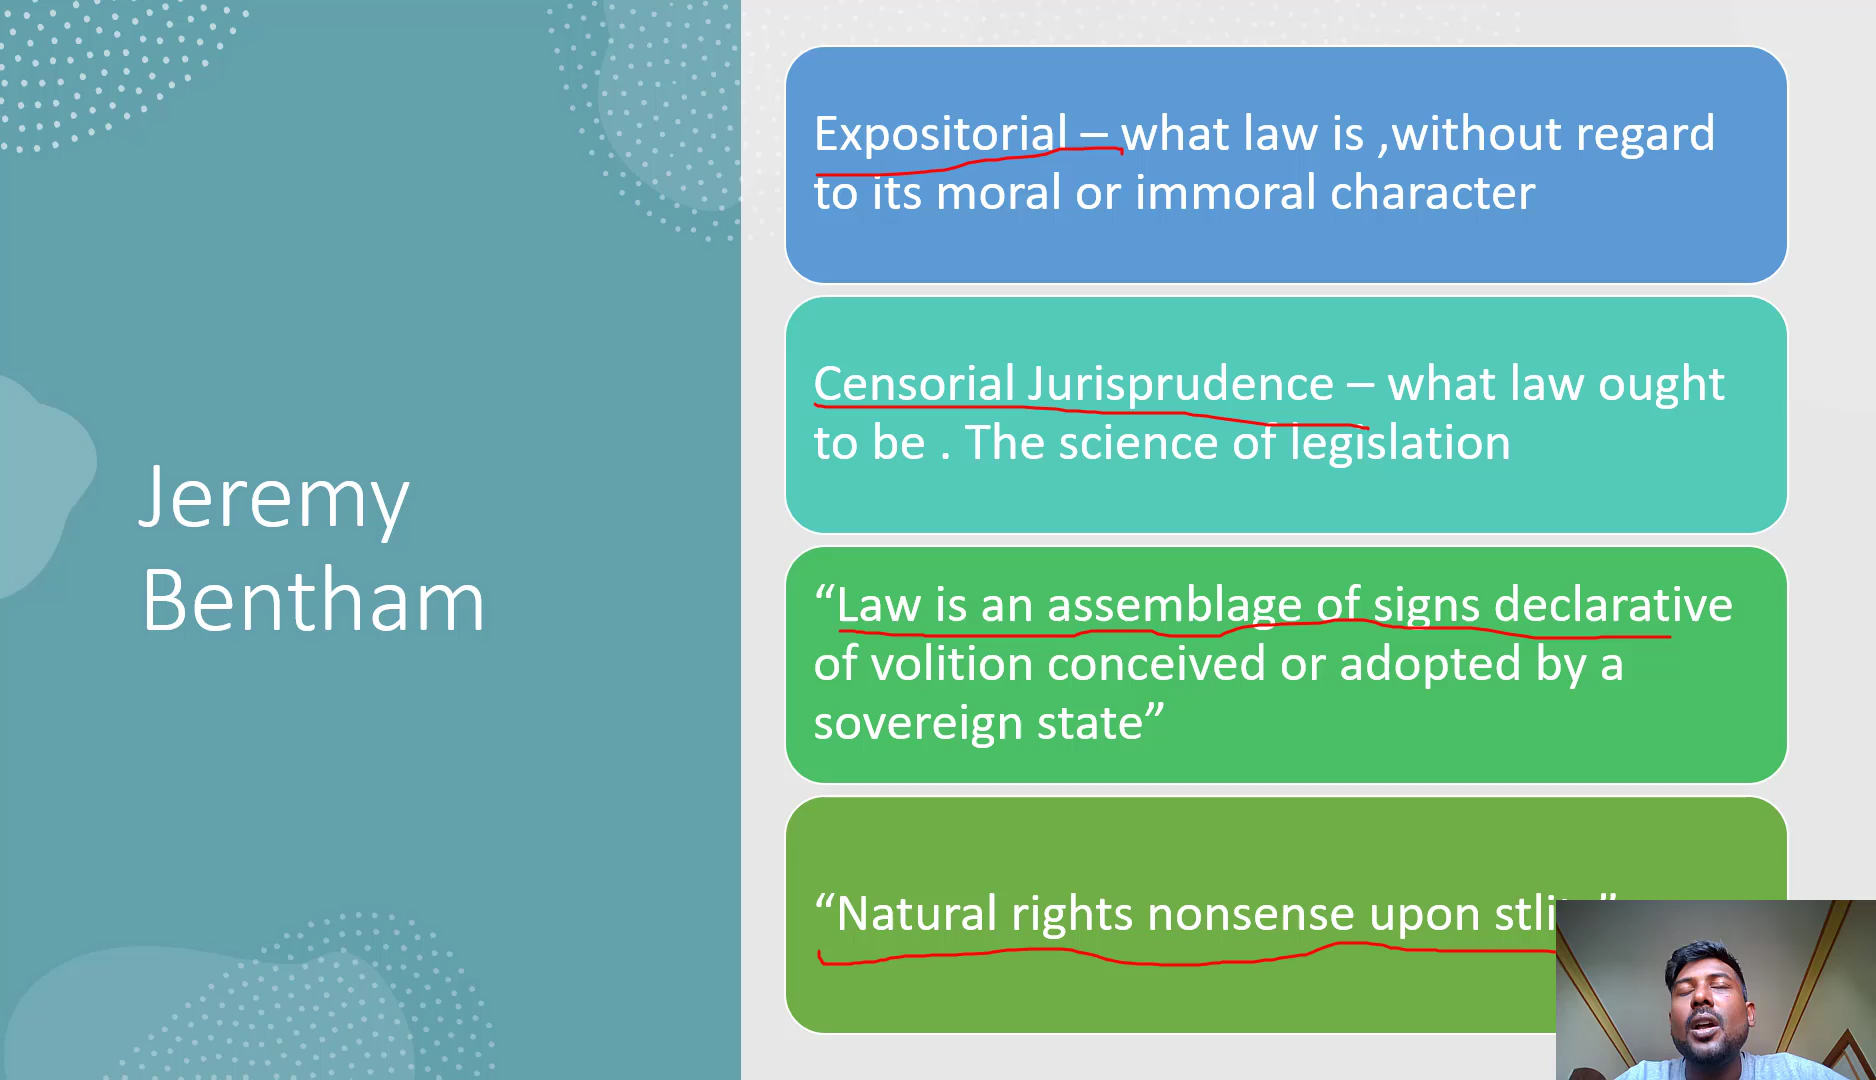 Jeremy
Bentham
Expositorial – what law is ,without regard
to its moral or immoral character
Censorial Jurisprudence – what law ought
to be . The science of legislation
“Law is an assemblage of signs declarative
of volition conceived or adopted by a
sovereign state”
“Natural rights nonsense upon